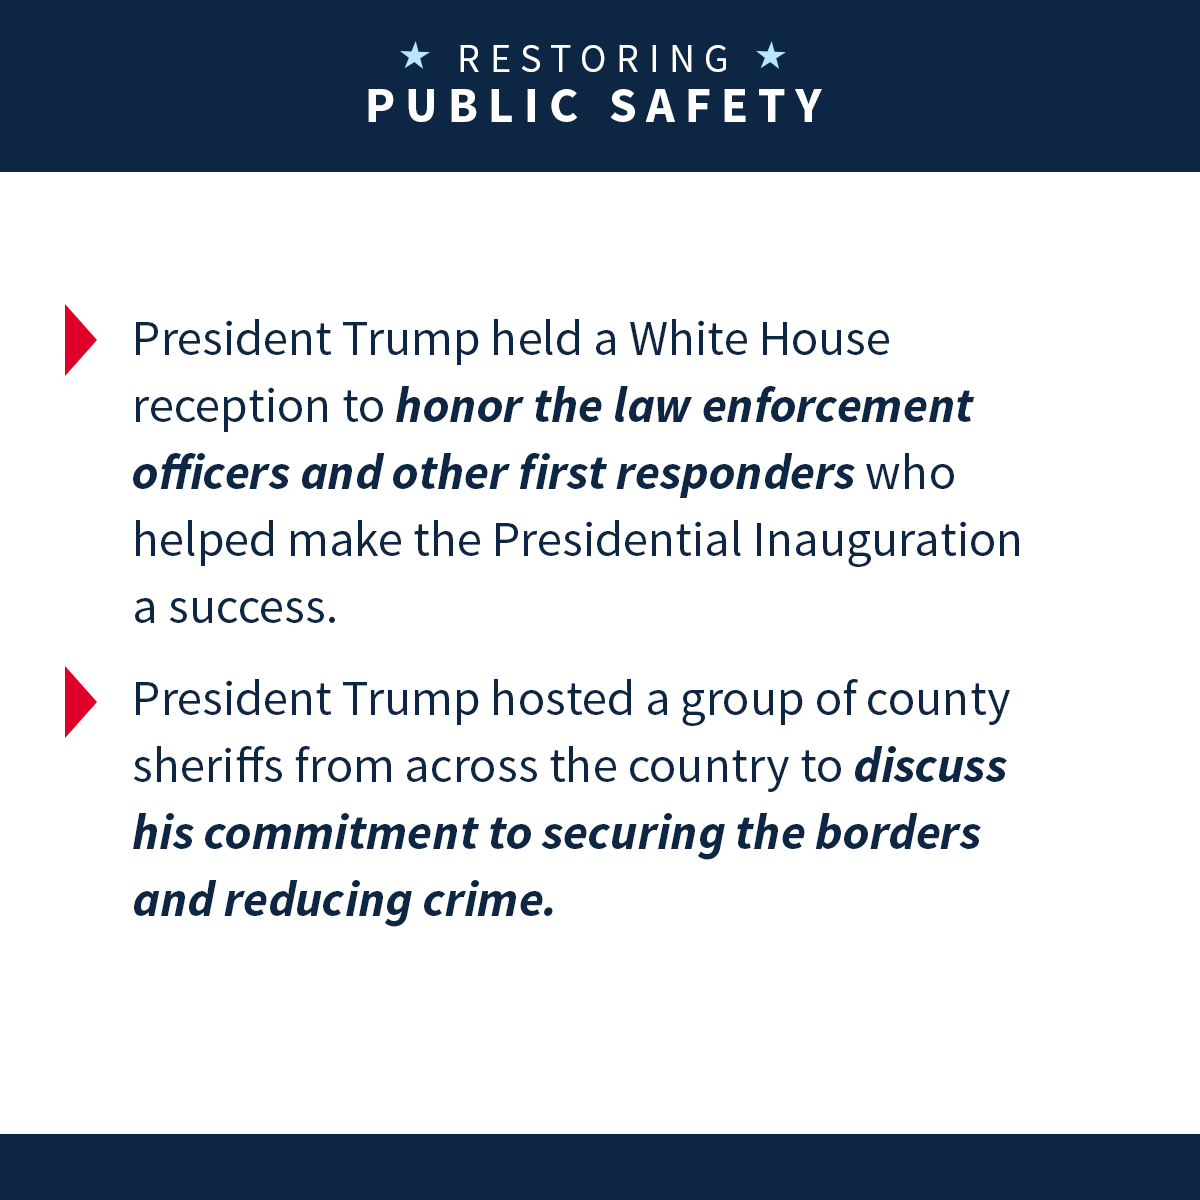 RESTORING
PUBLIC SAFETY
President Trump held a White House
reception to honor the law enforcement
officers and other first responders who
helped make the Presidential Inauguration
a success.
President Trump hosted a group of county
sheriffs from across the country to discuss
his commitment to securing the borders
and reducing crime.